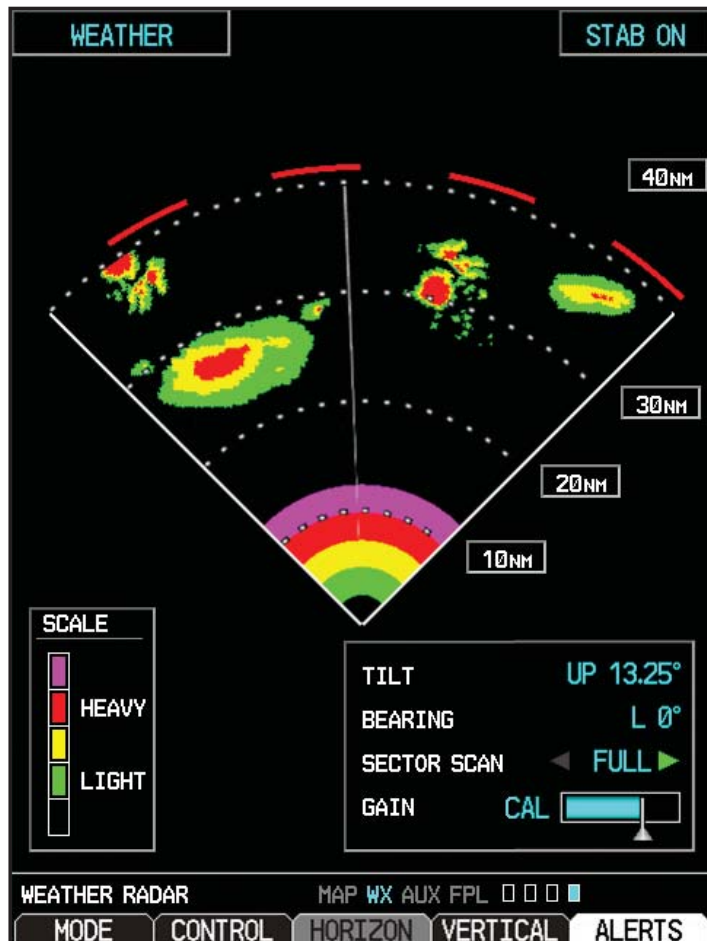 WEATHER
STAB ON
40NM
30NM
20NM
10NM
SCALE
HEAVY
LIGHT
TILT UP 13.25°
BEARING L 0°
SECTOR SCAN FULL
GAIN CAL
WEATHER RADAR MAP WX AUX FPL
MODE CONTROL HORIZON VERTICAL ALERTS